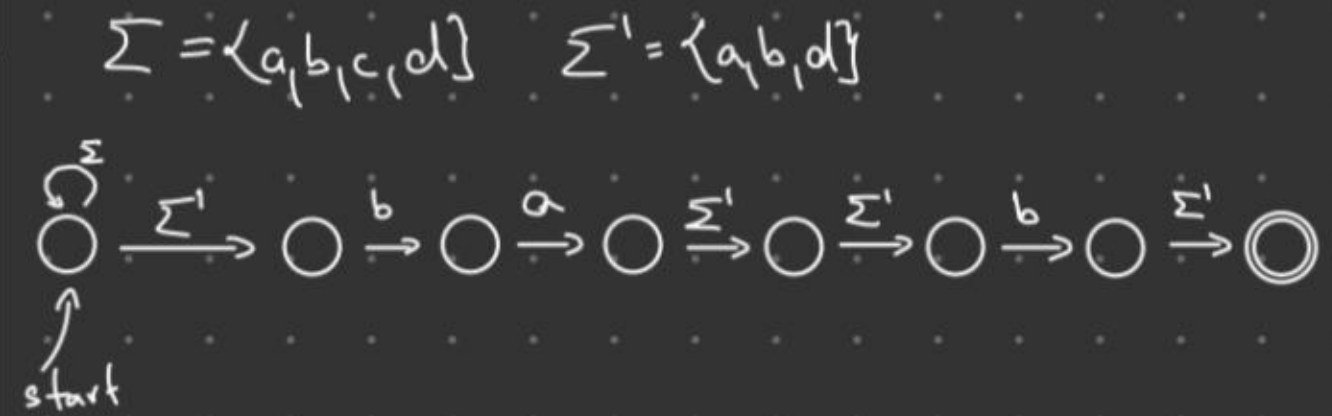 Σ = {a,b,c,d} Σ' = {a,b,d}
Σ
Σ' b a Σ' Σ' b Σ'
start